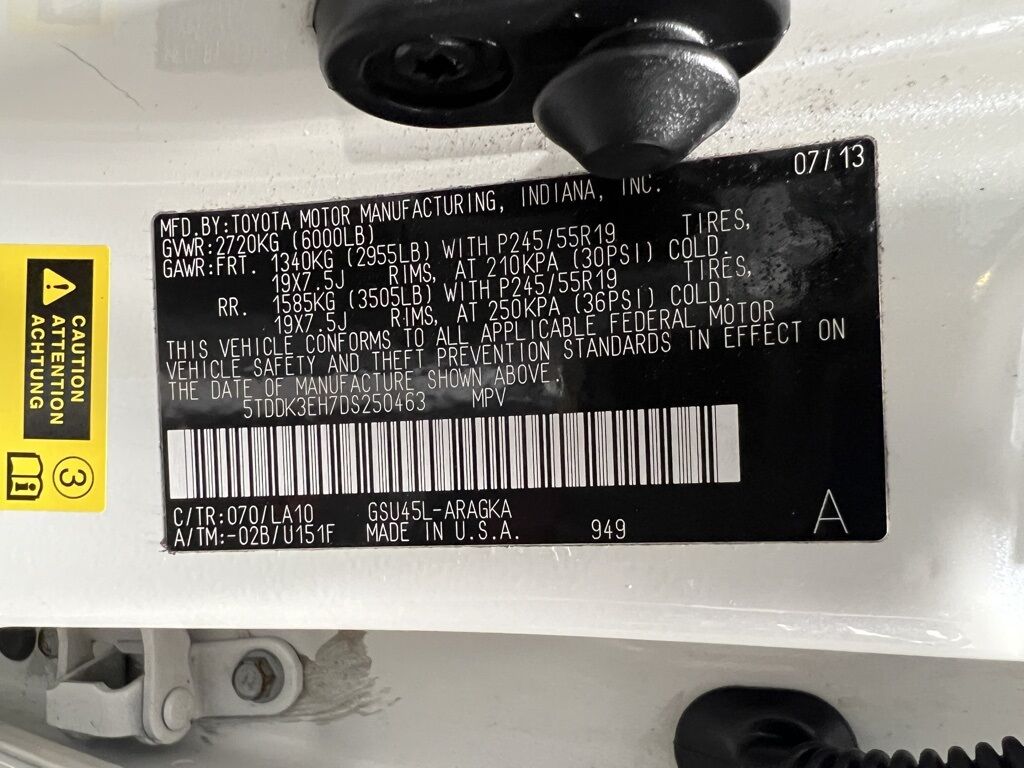 07/13
MFD.BY:TOYOTA MOTOR MANUFACTURING, INDIANA, INC.
GVWR:2720KG (6000LB)
GAWR:FRT. 1340KG (2955LB) WITH P245/55R19 TIRES,
19X7.5J RIMS, AT 210KPA (30PSI) COLD.
RR. 1585KG (3505LB) WITH P245/55R19 TIRES,
19X7.5J RIMS, AT 250KPA (36PSI) COLD.
THIS VEHICLE CONFORMS TO ALL APPLICABLE FEDERAL MOTOR
VEHICLE SAFETY AND THEFT PREVENTION STANDARDS IN EFFECT ON
THE DATE OF MANUFACTURE SHOWN ABOVE.
5TDDK3EH7DS250463 MPV
C/TR:070/LA10 GSU45L-ARAGKA
A/TM:-02B/U151F MADE IN U.S.A. 949
A
CAUTION
ATTENTION
ACHTUNG
3